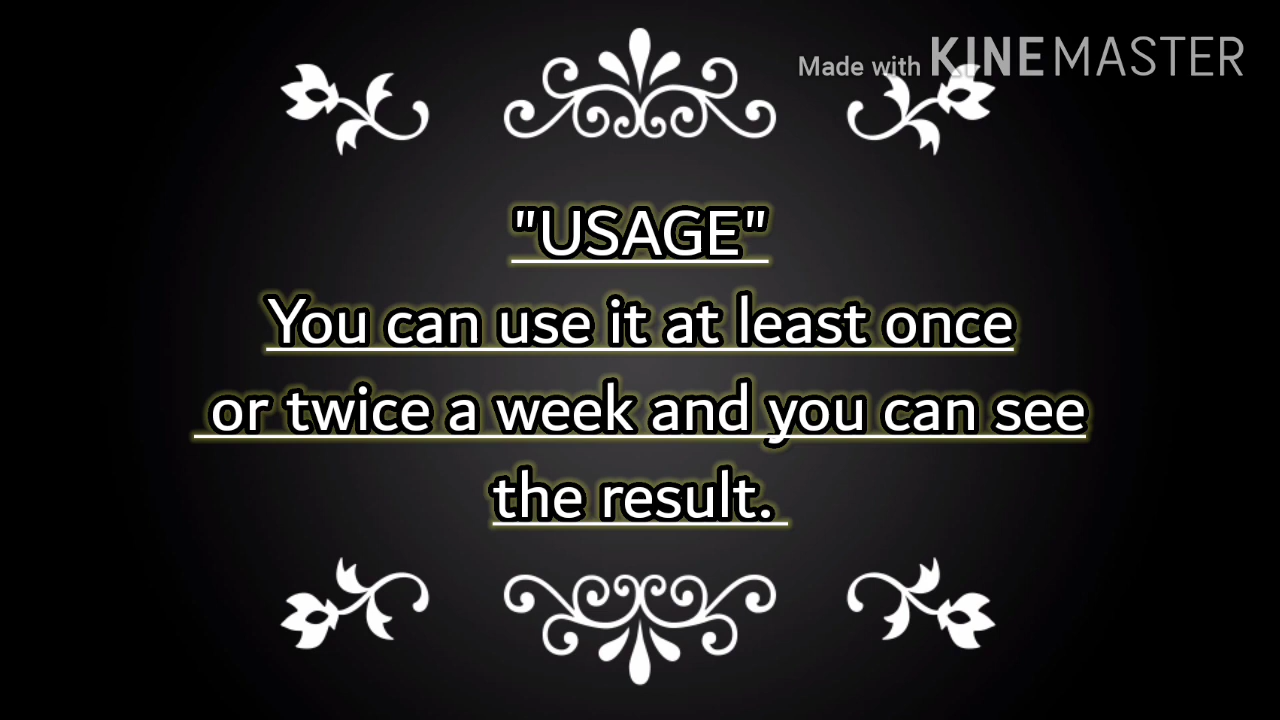 Made with KINEMASTER
"USAGE"
You can use it at least once
or twice a week and you can see
the result.